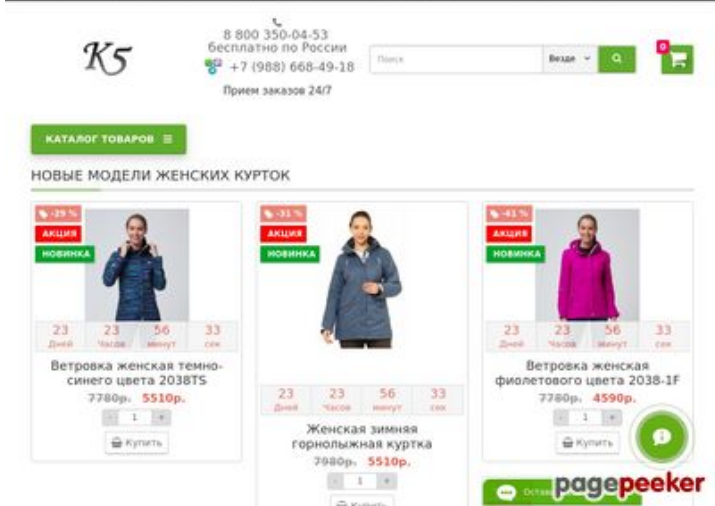 K5
8 800 350-04-53
бесплатно по России
+7 (988) 668-49-18
Прием заказов 24/7
Поиск
Везде
0
КАТАЛОГ ТОВАРОВ
НОВЫЕ МОДЕЛИ ЖЕНСКИХ КУРТОК
-29 %
АКЦИЯ
НОВИНКА
23 23 56 33
Дней Часов минут сек
Ветровка женская темно-
синего цвета 2038TS
7780р. 5510р.
- 1 +
Купить
-31 %
АКЦИЯ
НОВИНКА
23 23 56 33
Дней Часов минут сек
Женская зимняя
горнолыжная куртка
7980р. 5510р.
- 1 +
Купить
-41 %
АКЦИЯ
НОВИНКА
23 23 56 33
Дней Часов минут сек
Ветровка женская
фиолетового цвета 2038-1F
7780р. 4590р.
- 1 +
Купить
pagepeeker